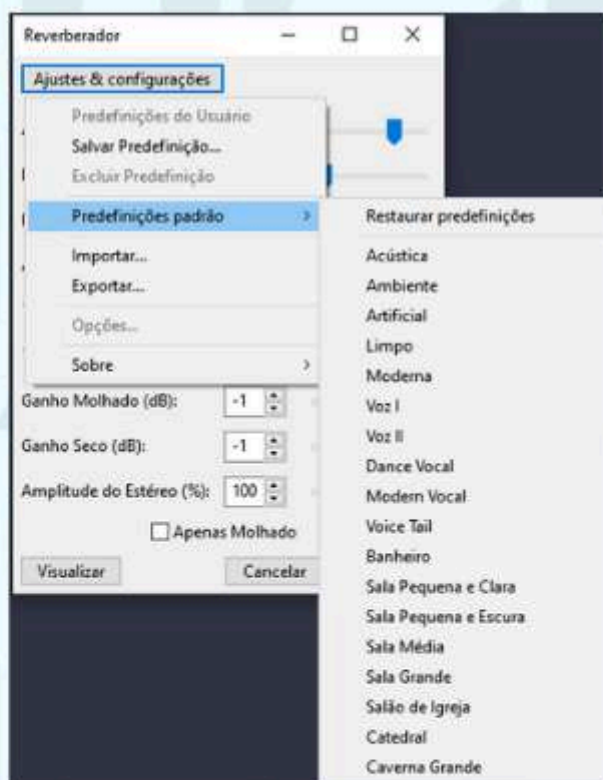 Reverberador
Ajustes & configurações
Predefinições do Usuário
Salvar Predefinição...
Excluir Predefinição
Predefinições padrão
Importar...
Exportar...
Opções...
Sobre
Ganho Molhado (dB): -1
Ganho Seco (dB): -1
Amplitude do Estéreo (%): 100
Apenas Molhado
Visualizar Cancelar
Restaurar predefinições
Acústica
Ambiente
Artificial
Limpo
Moderna
Voz I
Voz II
Dance Vocal
Modern Vocal
Voice Tail
Banheiro
Sala Pequena e Clara
Sala Pequena e Escura
Sala Média
Sala Grande
Salão de Igreja
Catedral
Caverna Grande